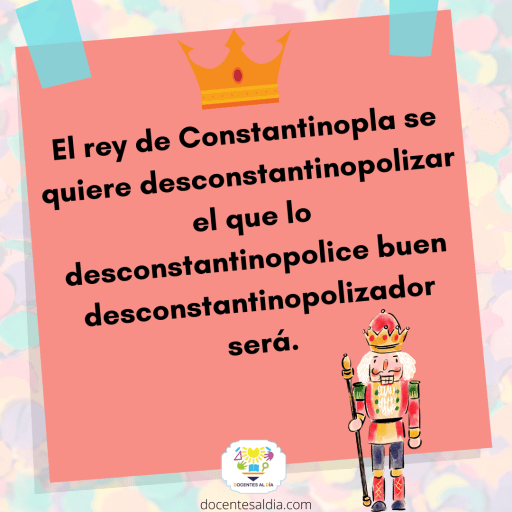 El rey de Constantinopla se
quiere desconstantinopolizar
el que lo
desconstantinopolice buen
desconstantinopolizador
será.
DOCENTES AL DÍA
docentesaldia.com